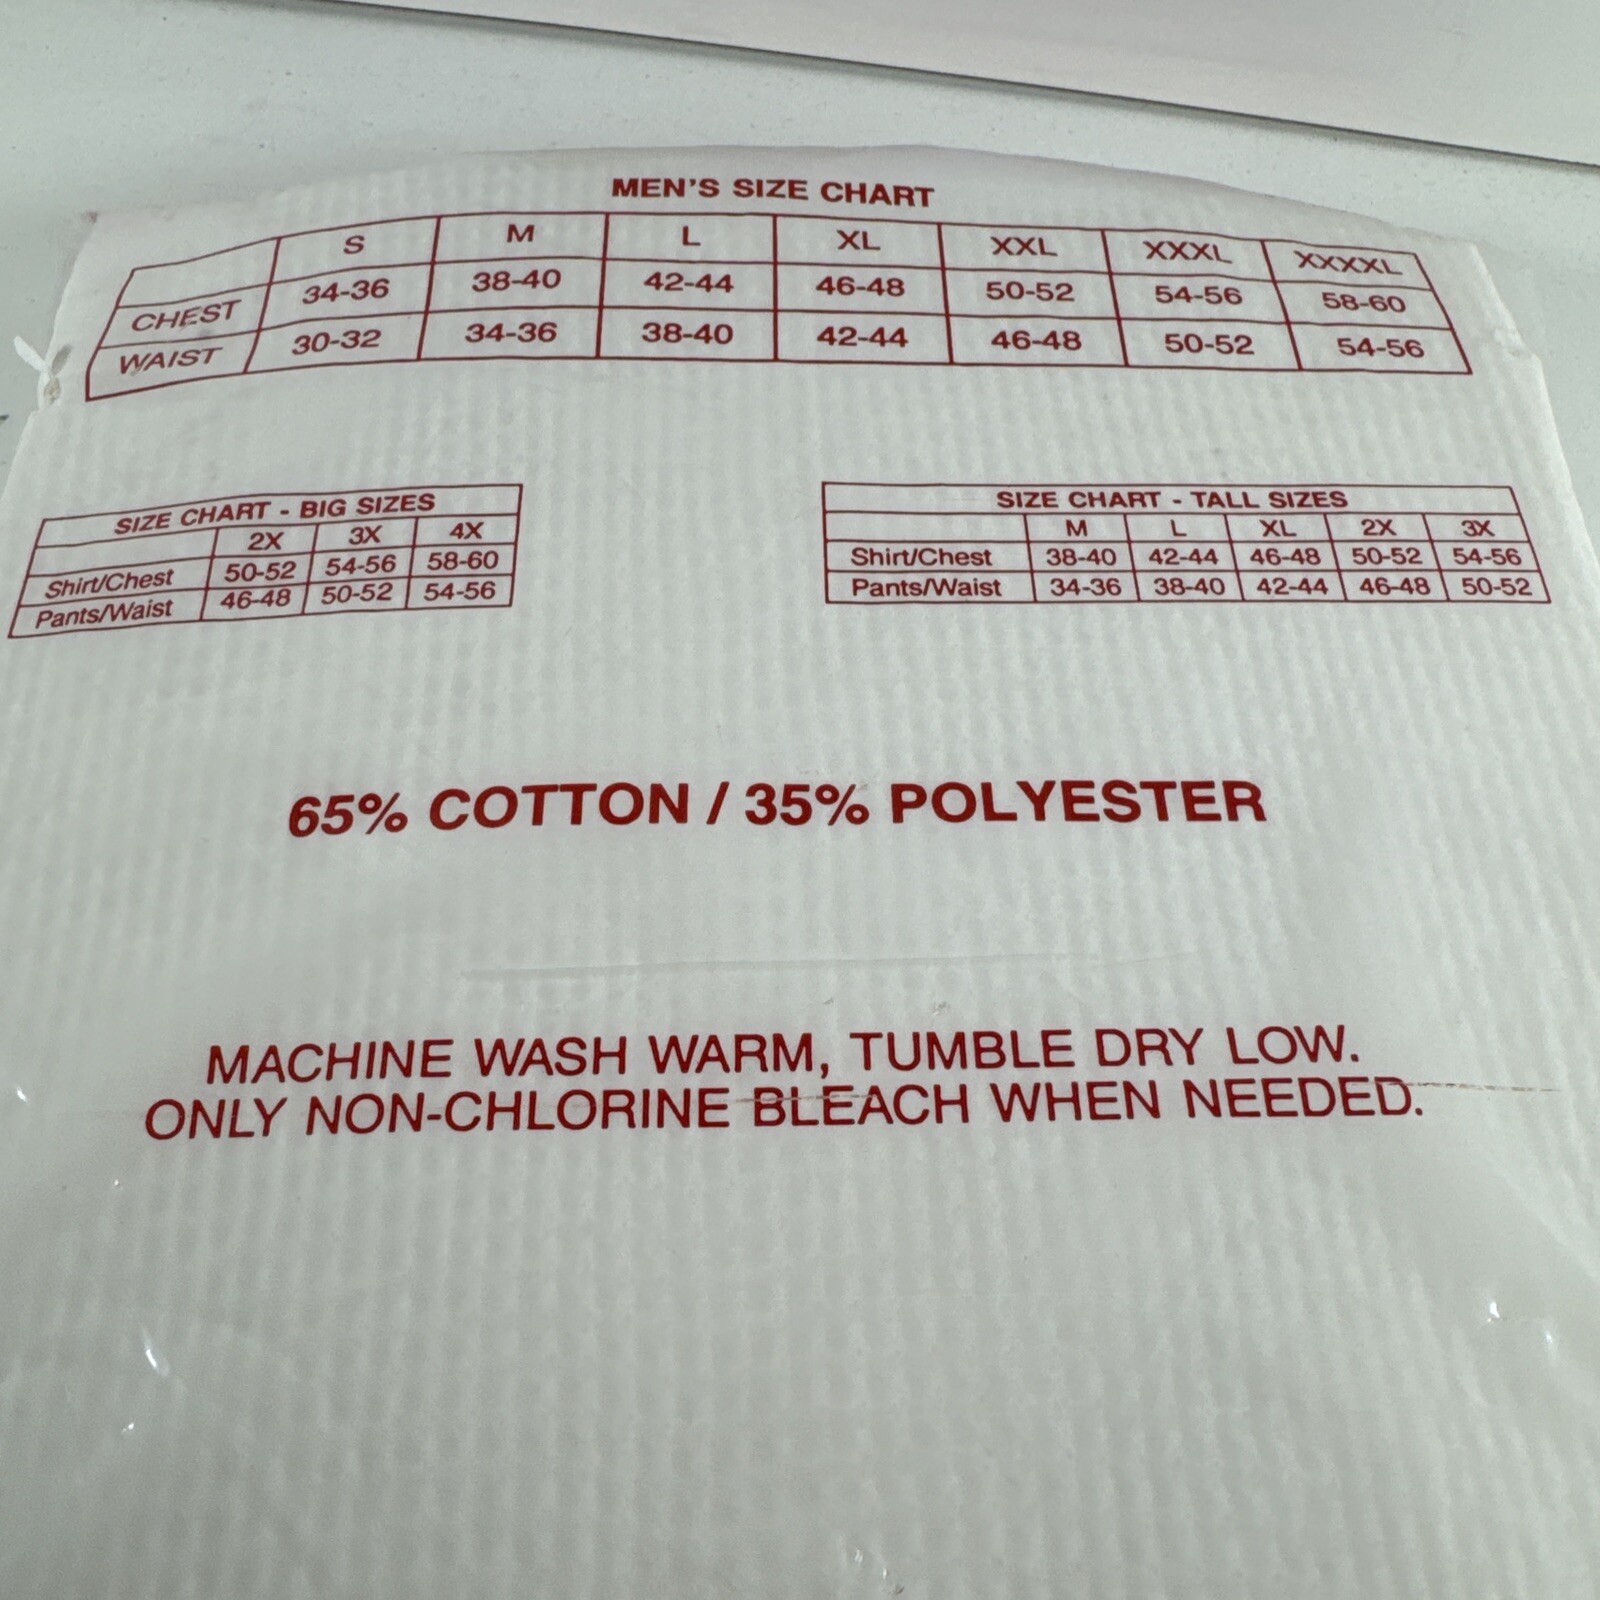 MEN'S SIZE CHART
S M L XL XXL XXXL XXXXL
CHEST 34-36 38-40 42-44 46-48 50-52 54-56 58-60
WAIST 30-32 34-36 38-40 42-44 46-48 50-52 54-56
SIZE CHART - BIG SIZES
2X 3X 4X
Shirt/Chest 50-52 54-56 58-60
Pants/Waist 46-48 50-52 54-56
SIZE CHART - TALL SIZES
M L XL 2X 3X
Shirt/Chest 38-40 42-44 46-48 50-52 54-56
Pants/Waist 34-36 38-40 42-44 46-48 50-52
65% COTTON / 35% POLYESTER
MACHINE WASH WARM, TUMBLE DRY LOW.
ONLY NON-CHLORINE BLEACH WHEN NEEDED.